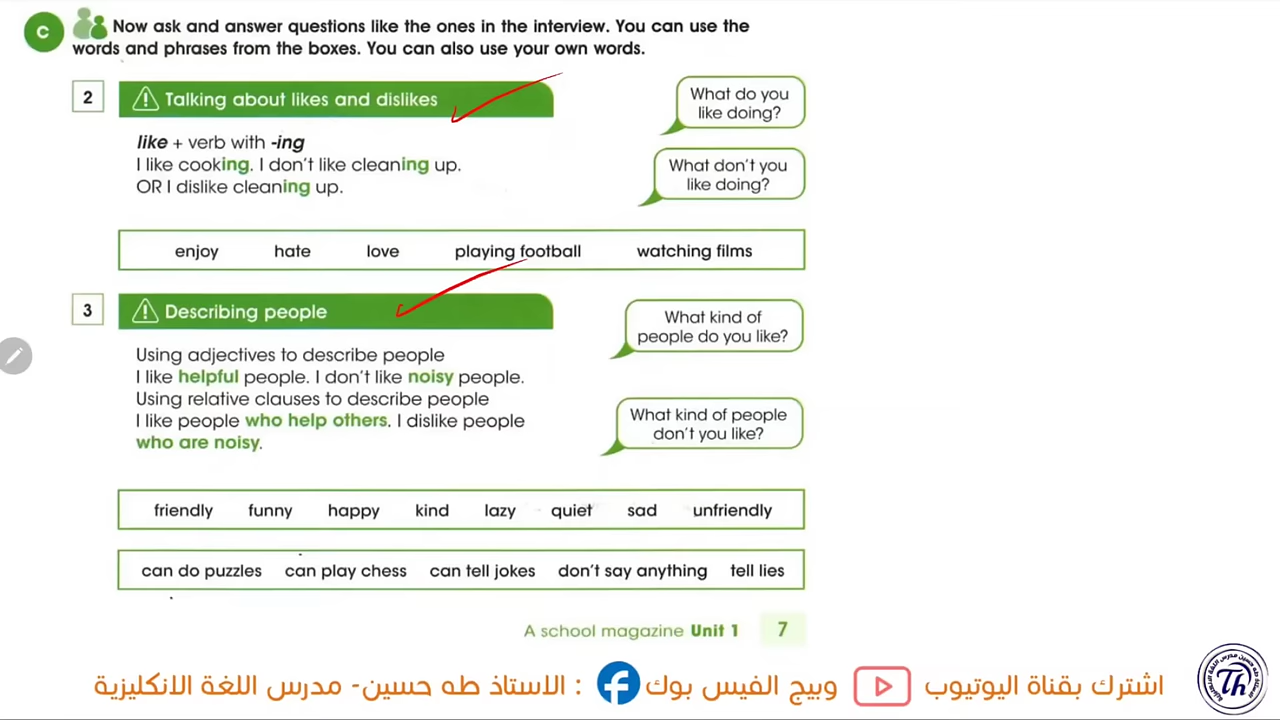 C Now ask and answer questions like the ones in the interview. You can use the
words and phrases from the boxes. You can also use your own words.
2 Talking about likes and dislikes
like + verb with -ing
I like cooking. I don't like cleaning up.
OR I dislike cleaning up.
What do you
like doing?
What don't you
like doing?
enjoy hate love playing football watching films
3 Describing people
Using adjectives to describe people
I like helpful people. I don't like noisy people.
Using relative clauses to describe people
I like people who help others. I dislike people
who are noisy.
What kind of
people do you like?
What kind of people
don't you like?
friendly funny happy kind lazy quiet sad unfriendly
can do puzzles can play chess can tell jokes don't say anything tell lies
A school magazine Unit 1 7
اشترك بقناة اليوتيوب وبيج الفيس بوك : الاستاذ طه حسين- مدرس اللغة الانكليزية
Th